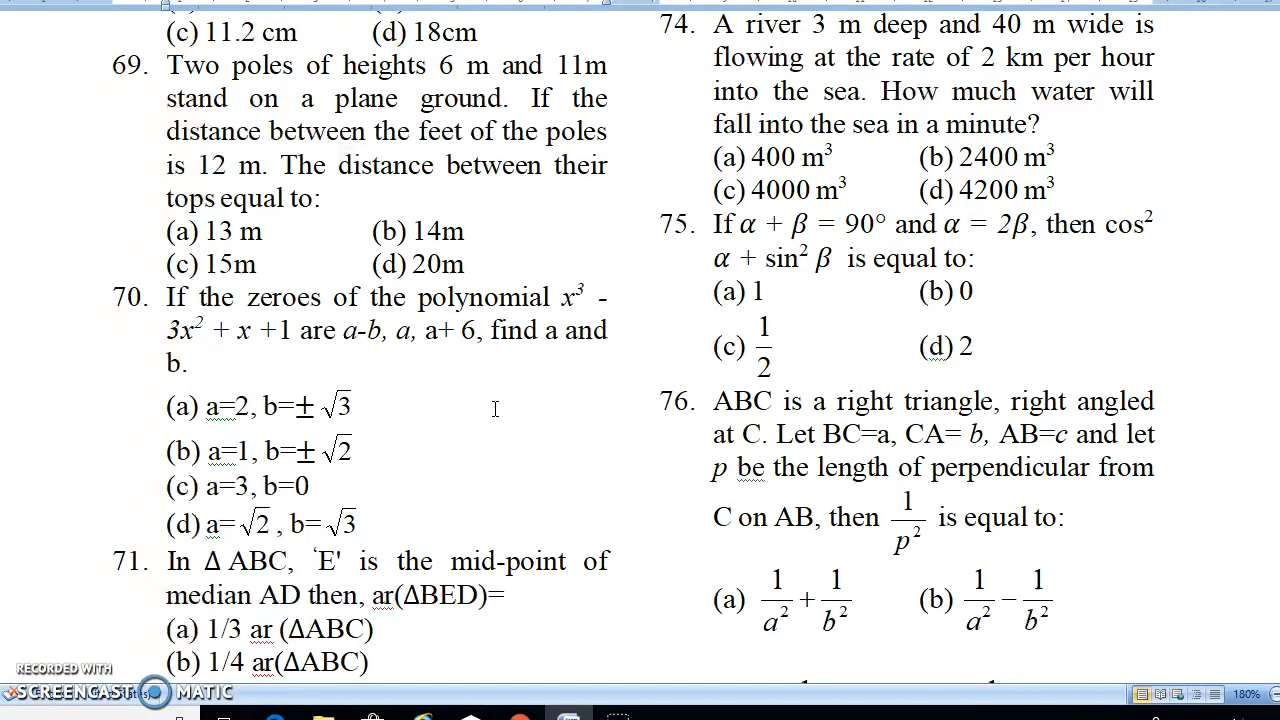 (c) 11.2 cm (d) 18cm
69. Two poles of heights 6 m and 11m
stand on a plane ground. If the
distance between the feet of the poles
is 12 m. The distance between their
tops equal to:
(a) 13 m (b) 14m
(c) 15m (d) 20m
70. If the zeroes of the polynomial x³ -
3x² + x +1 are a-b, a, a+ 6, find a and
b.
(a) a=2, b=± √3
(b) a=1, b=± √2
(c) a=3, b=0
(d) a=√2 , b=√3
71. In Δ ABC, ‘E' is the mid-point of
median AD then, ar(ΔBED)=
(a) 1/3 ar (ΔABC)
(b) 1/4 ar(ΔABC)
74. A river 3 m deep and 40 m wide is
flowing at the rate of 2 km per hour
into the sea. How much water will
fall into the sea in a minute?
(a) 400 m³ (b) 2400 m³
(c) 4000 m³ (d) 4200 m³
75. If α + β = 90° and α = 2β, then cos²
α + sin² β is equal to:
(a) 1 (b) 0
(c) 1/2 (d) 2
76. ABC is a right triangle, right angled
at C. Let BC=a, CA= b, AB=c and let
p be the length of perpendicular from
C on AB, then 1/p² is equal to:
(a) 1/a² + 1/b² (b) 1/a² − 1/b²
RECORDED WITH
SCREENCAST MATIC
180%